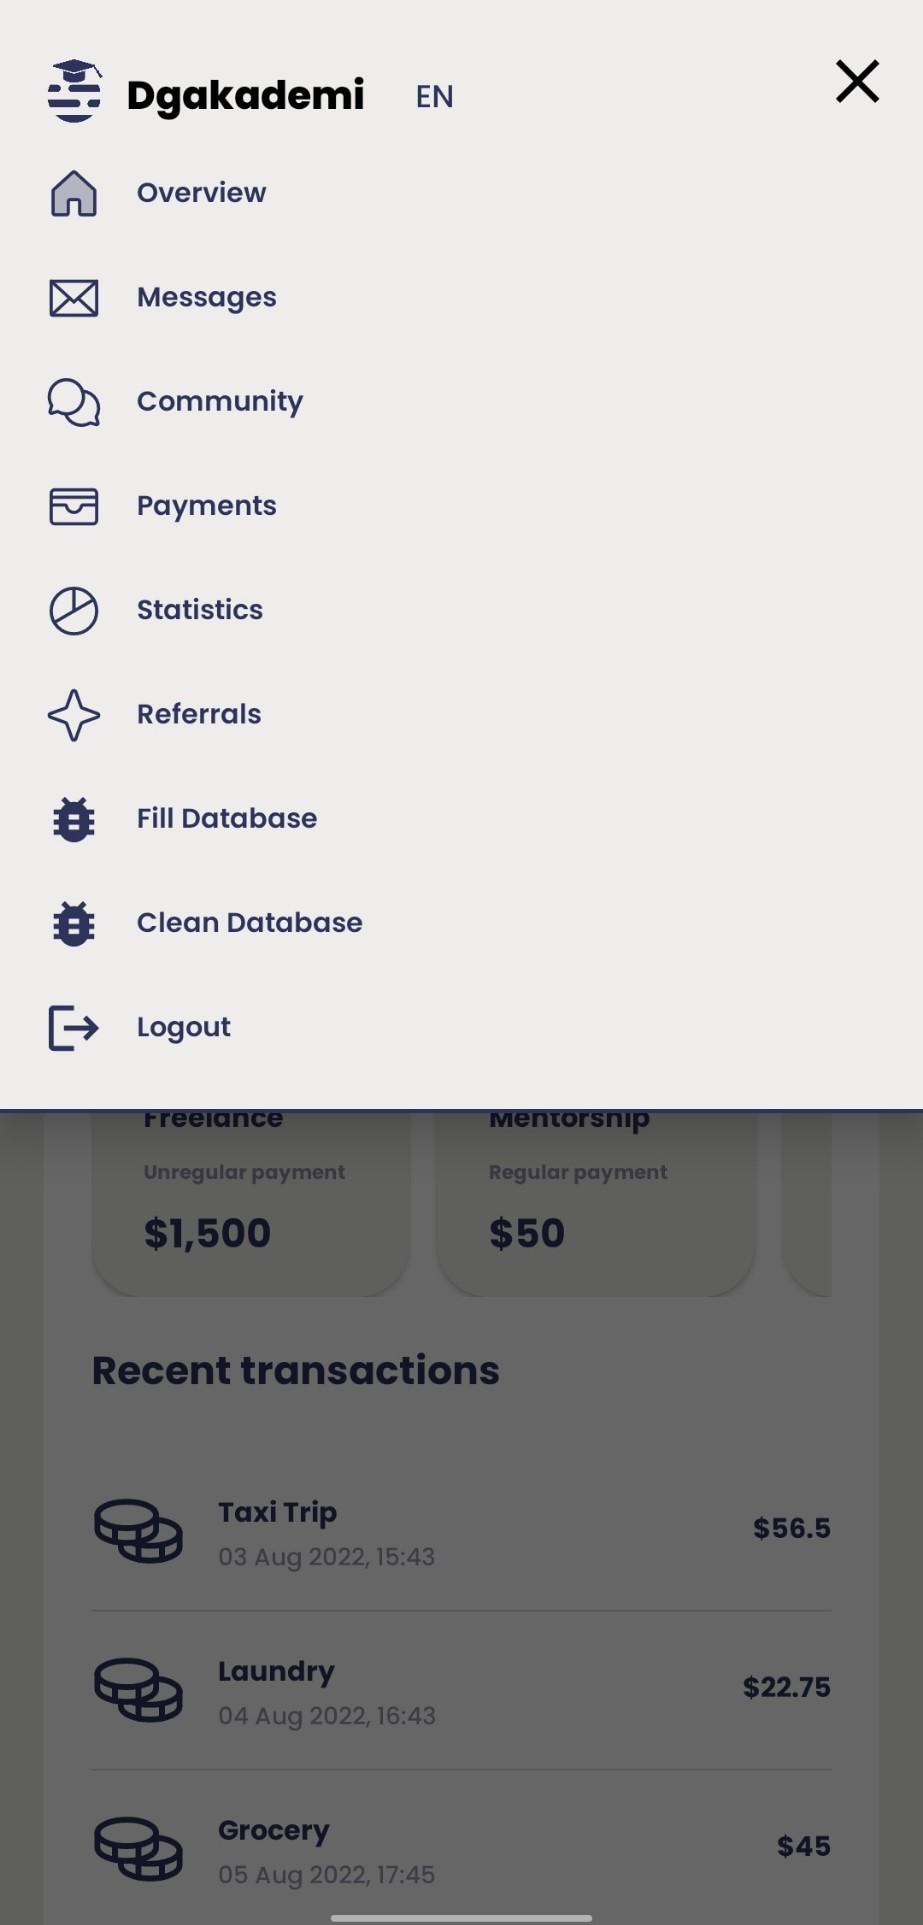 Dgakademi EN
Overview
Messages
Community
Payments
Statistics
Referrals
Fill Database
Clean Database
Logout
Freelance Mentorship
Unregular payment Regular payment
$1,500 $50
Recent transactions
Taxi Trip
$56.5
03 Aug 2022, 15:43
Laundry
$22.75
04 Aug 2022, 16:43
Grocery
$45
05 Aug 2022, 17:45